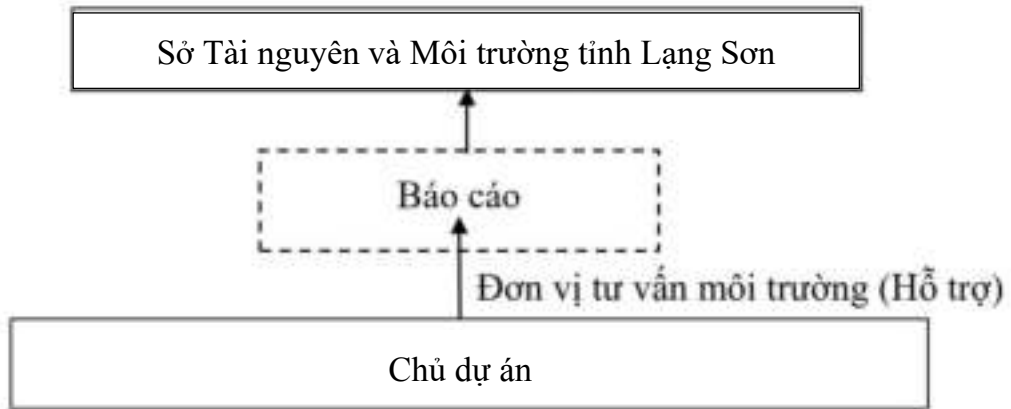 Sở Tài nguyên và Môi trường tỉnh Lạng Sơn
Báo cáo
Đơn vị tư vấn môi trường (Hỗ trợ)
Chủ dự án